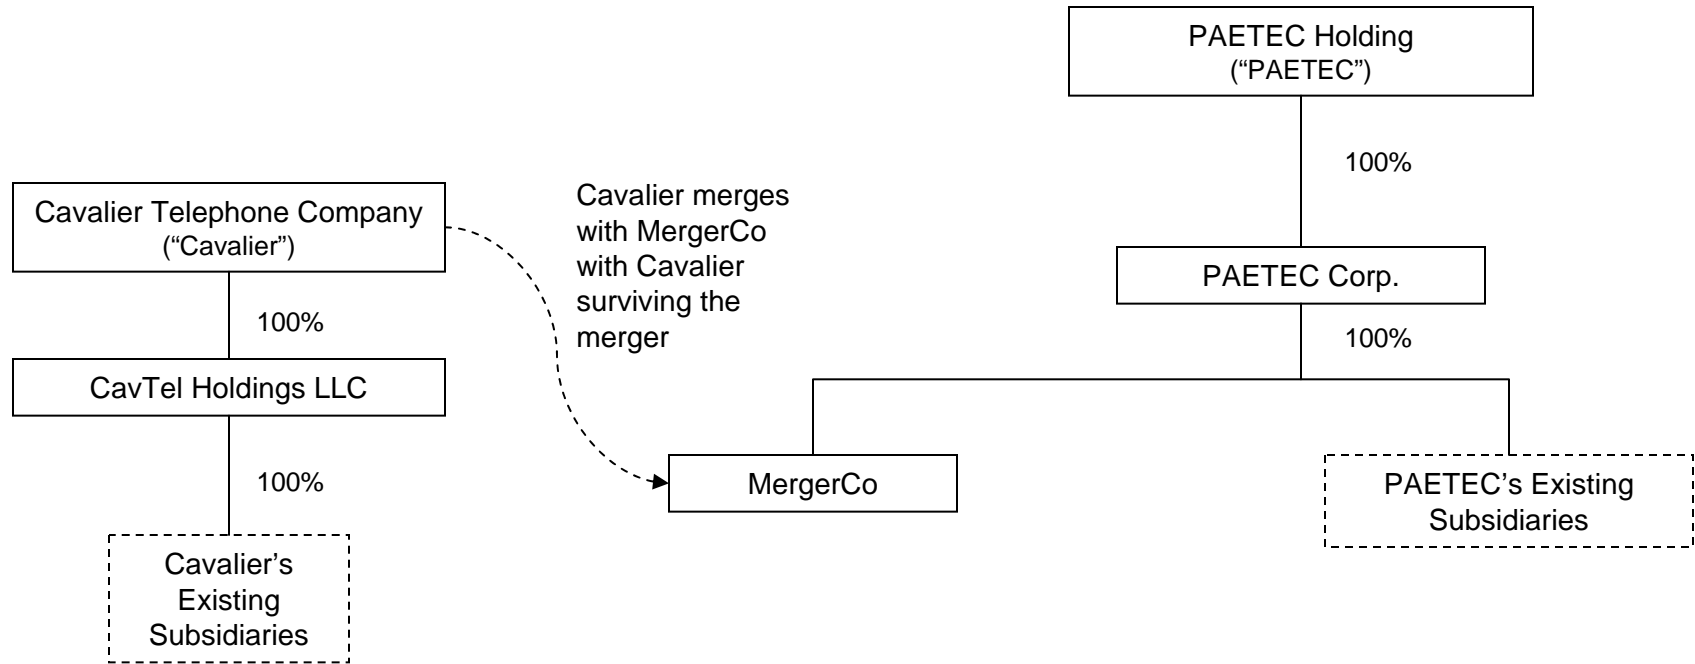 PAETEC Holding
(“PAETEC”)
100%
Cavalier Telephone Company
(“Cavalier”)
Cavalier merges
with MergerCo
with Cavalier
surviving the
merger
PAETEC Corp.
100%
100%
CavTel Holdings LLC
100%
MergerCo
PAETEC’s Existing
Subsidiaries
Cavalier’s
Existing
Subsidiaries